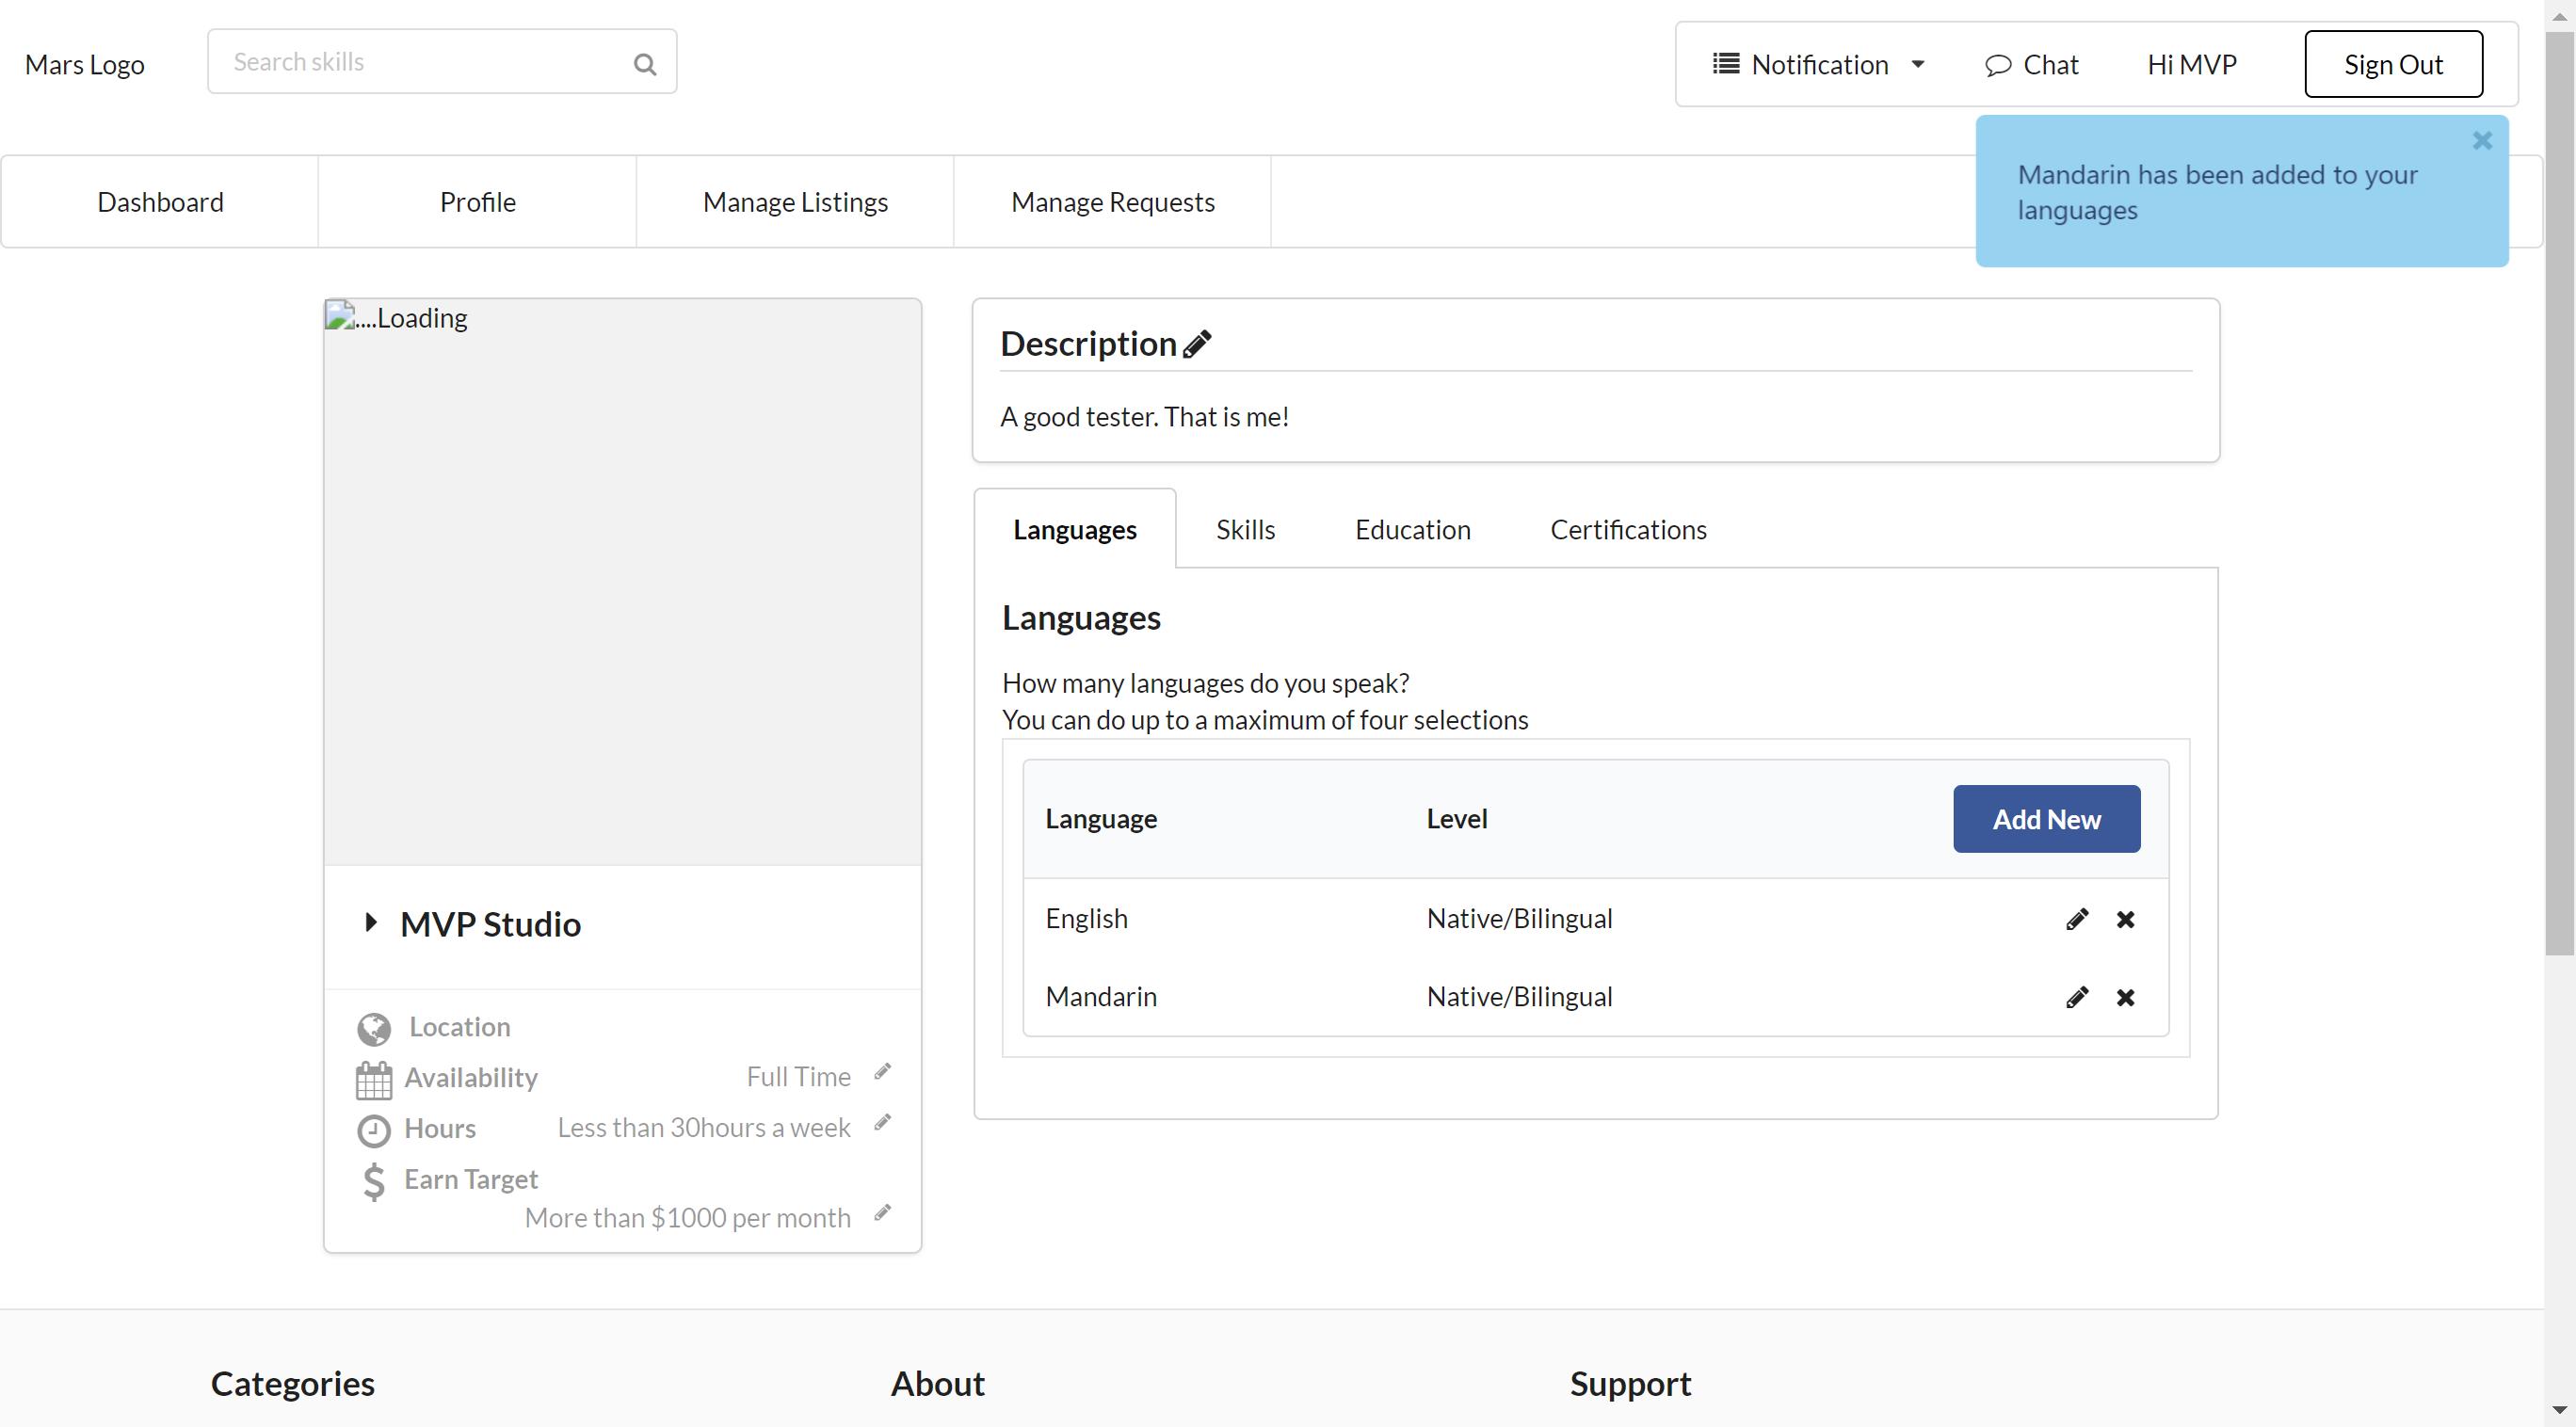 Mars Logo
Search skills
Notification
Chat
Hi MVP
Sign Out
Mandarin has been added to your
languages
Dashboard
Profile
Manage Listings
Manage Requests
....Loading
MVP Studio
Location
Availability
Full Time
Hours
Less than 30hours a week
Earn Target
More than $1000 per month
Description
A good tester. That is me!
Languages
Skills
Education
Certifications
Languages
How many languages do you speak?
You can do up to a maximum of four selections
Language
Level
Add New
English
Native/Bilingual
Mandarin
Native/Bilingual
Categories
About
Support